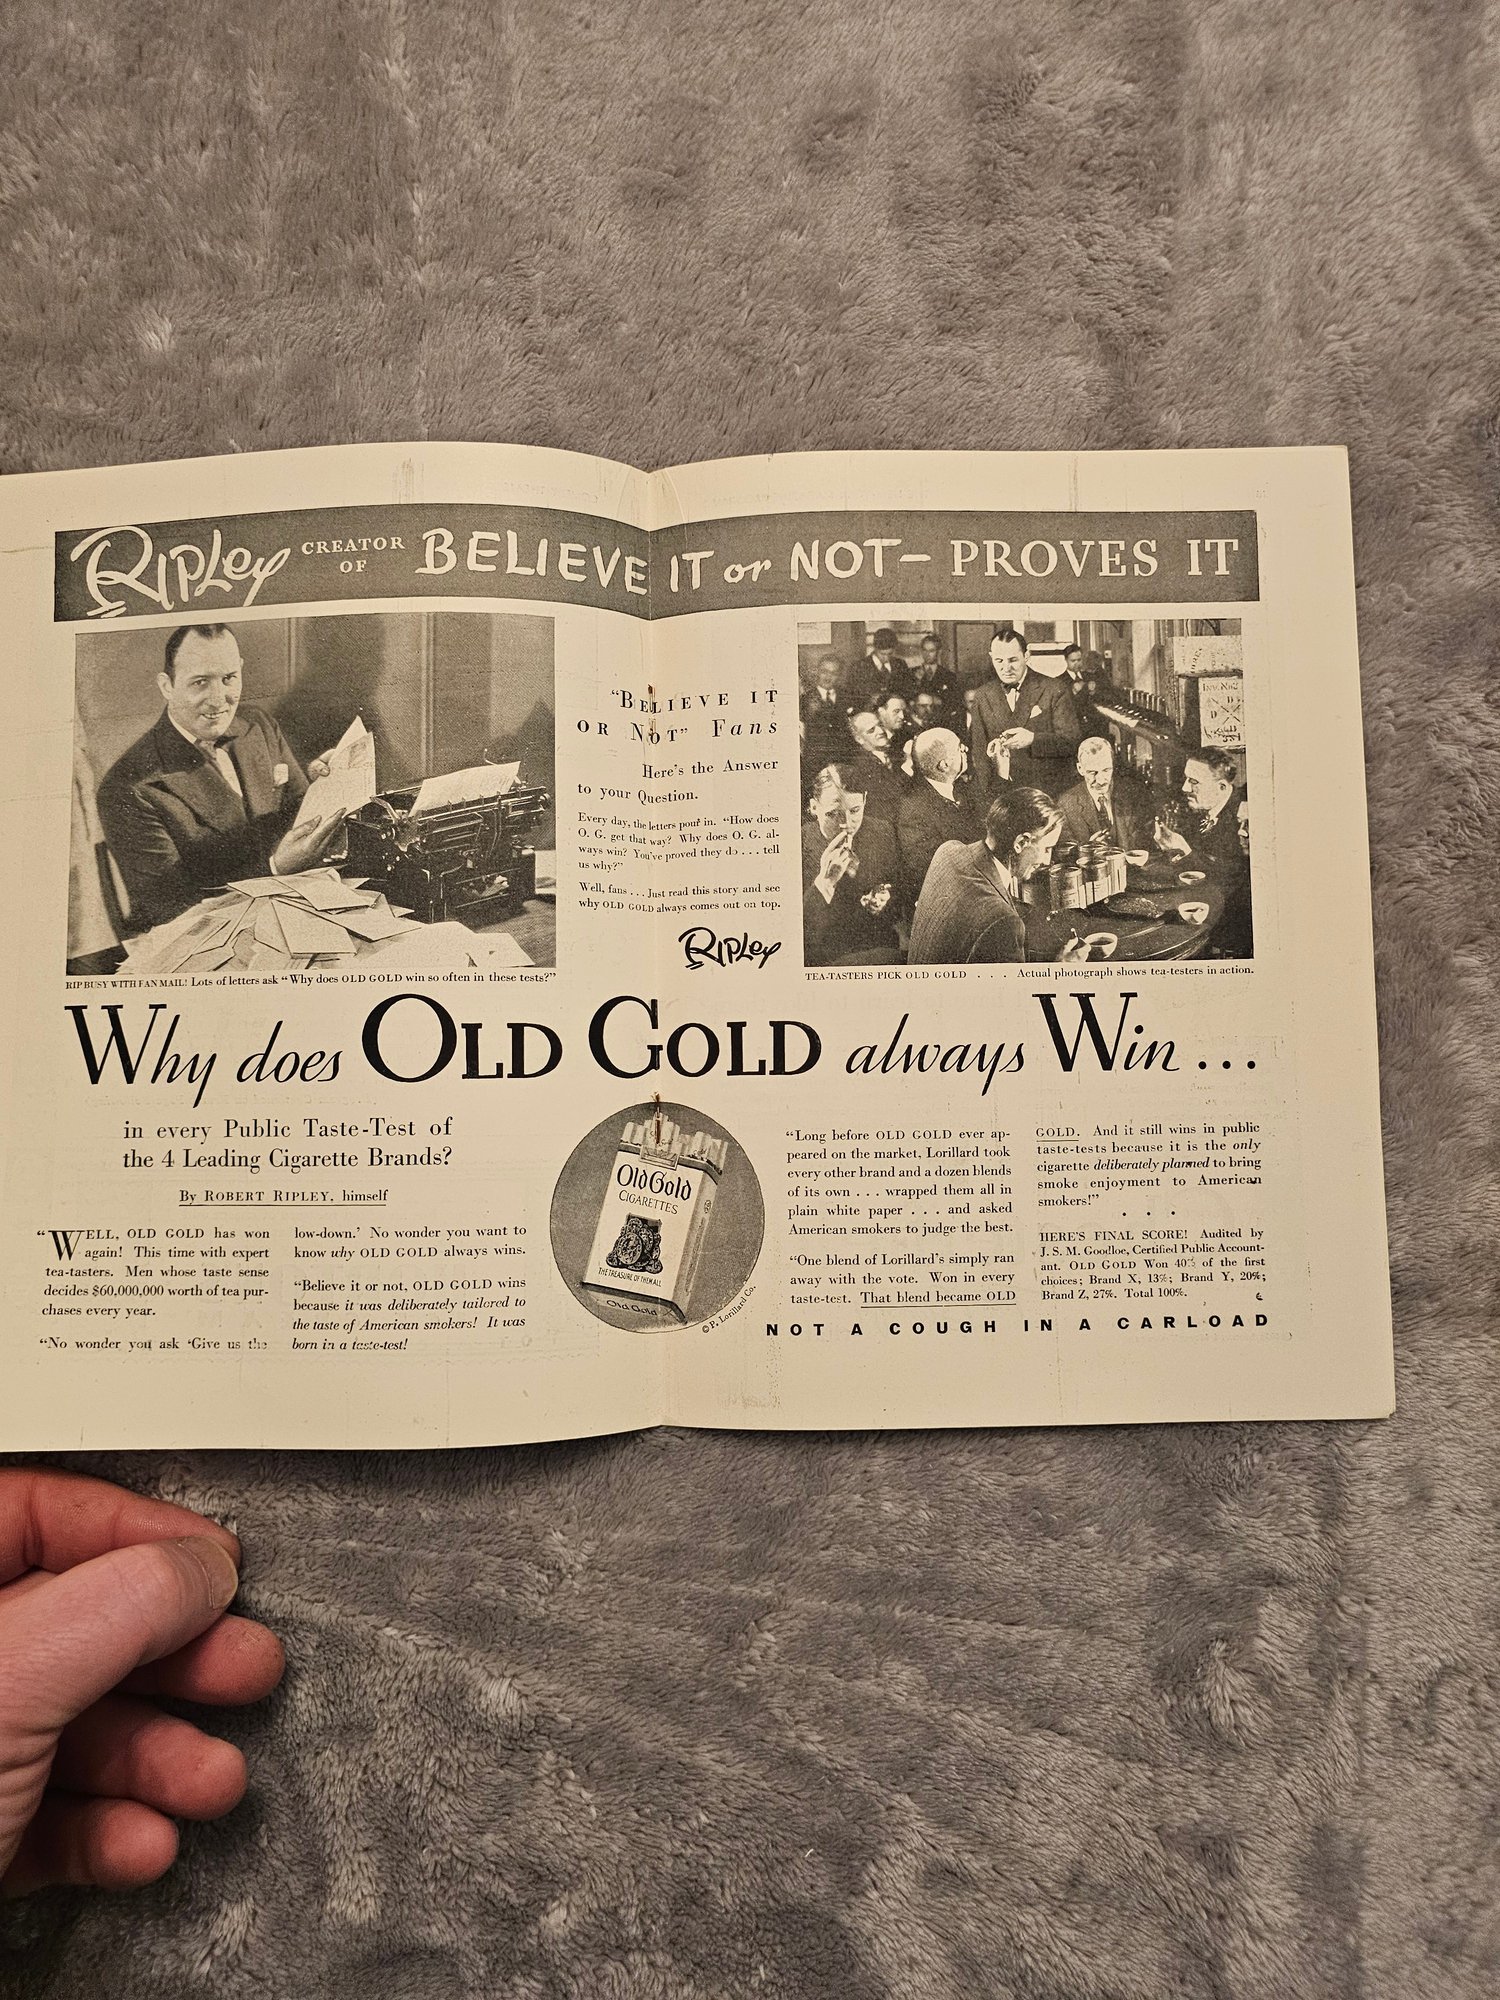 RIPLEY CREATOR OF BELIEVE IT or NOT– PROVES IT
RIP BUSY WITH FAN MAIL! Lots of letters ask "Why does OLD GOLD win so often in these tests?"
"BELIEVE IT
OR NOT" Fans
Here's the Answer
to your Question.
Every day, the letters pour in. "How does
O. G. get that way? Why does O. G. al-
ways win? You've proved they do . . . tell
us why?"
Well, fans . . . Just read this story and see
why OLD GOLD always comes out on top.
RIPLEY
TEA-TASTERS PICK OLD GOLD . . . Actual photograph shows tea-testers in action.
Why does OLD GOLD always Win . . .
in every Public Taste-Test of
the 4 Leading Cigarette Brands?
By ROBERT RIPLEY, himself
"WELL, OLD GOLD has won
again! This time with expert
tea-tasters. Men whose taste sense
decides $60,000,000 worth of tea pur-
chases every year.
"No wonder you ask 'Give us the
low-down.' No wonder you want to
know why OLD GOLD always wins.
"Believe it or not, OLD GOLD wins
because it was deliberately tailored to
the taste of American smokers! It was
born in a taste-test!
Old Gold
CIGARETTES
THE TREASURE OF THEM ALL
Old Gold
© P. Lorillard Co.
"Long before OLD GOLD ever ap-
peared on the market, Lorillard took
every other brand and a dozen blends
of its own . . . wrapped them all in
plain white paper . . . and asked
American smokers to judge the best.
"One blend of Lorillard's simply ran
away with the vote. Won in every
taste-test. That blend became OLD
GOLD. And it still wins in public
taste-tests because it is the only
cigarette deliberately planned to bring
smoke enjoyment to American
smokers!"
. . .
HERE'S FINAL SCORE! Audited by
J. S. M. Goodloe, Certified Public Account-
ant. OLD GOLD Won 40% of the first
choices; Brand X, 13%; Brand Y, 20%;
Brand Z, 27%. Total 100%.
NOT A COUGH IN A CARLOAD